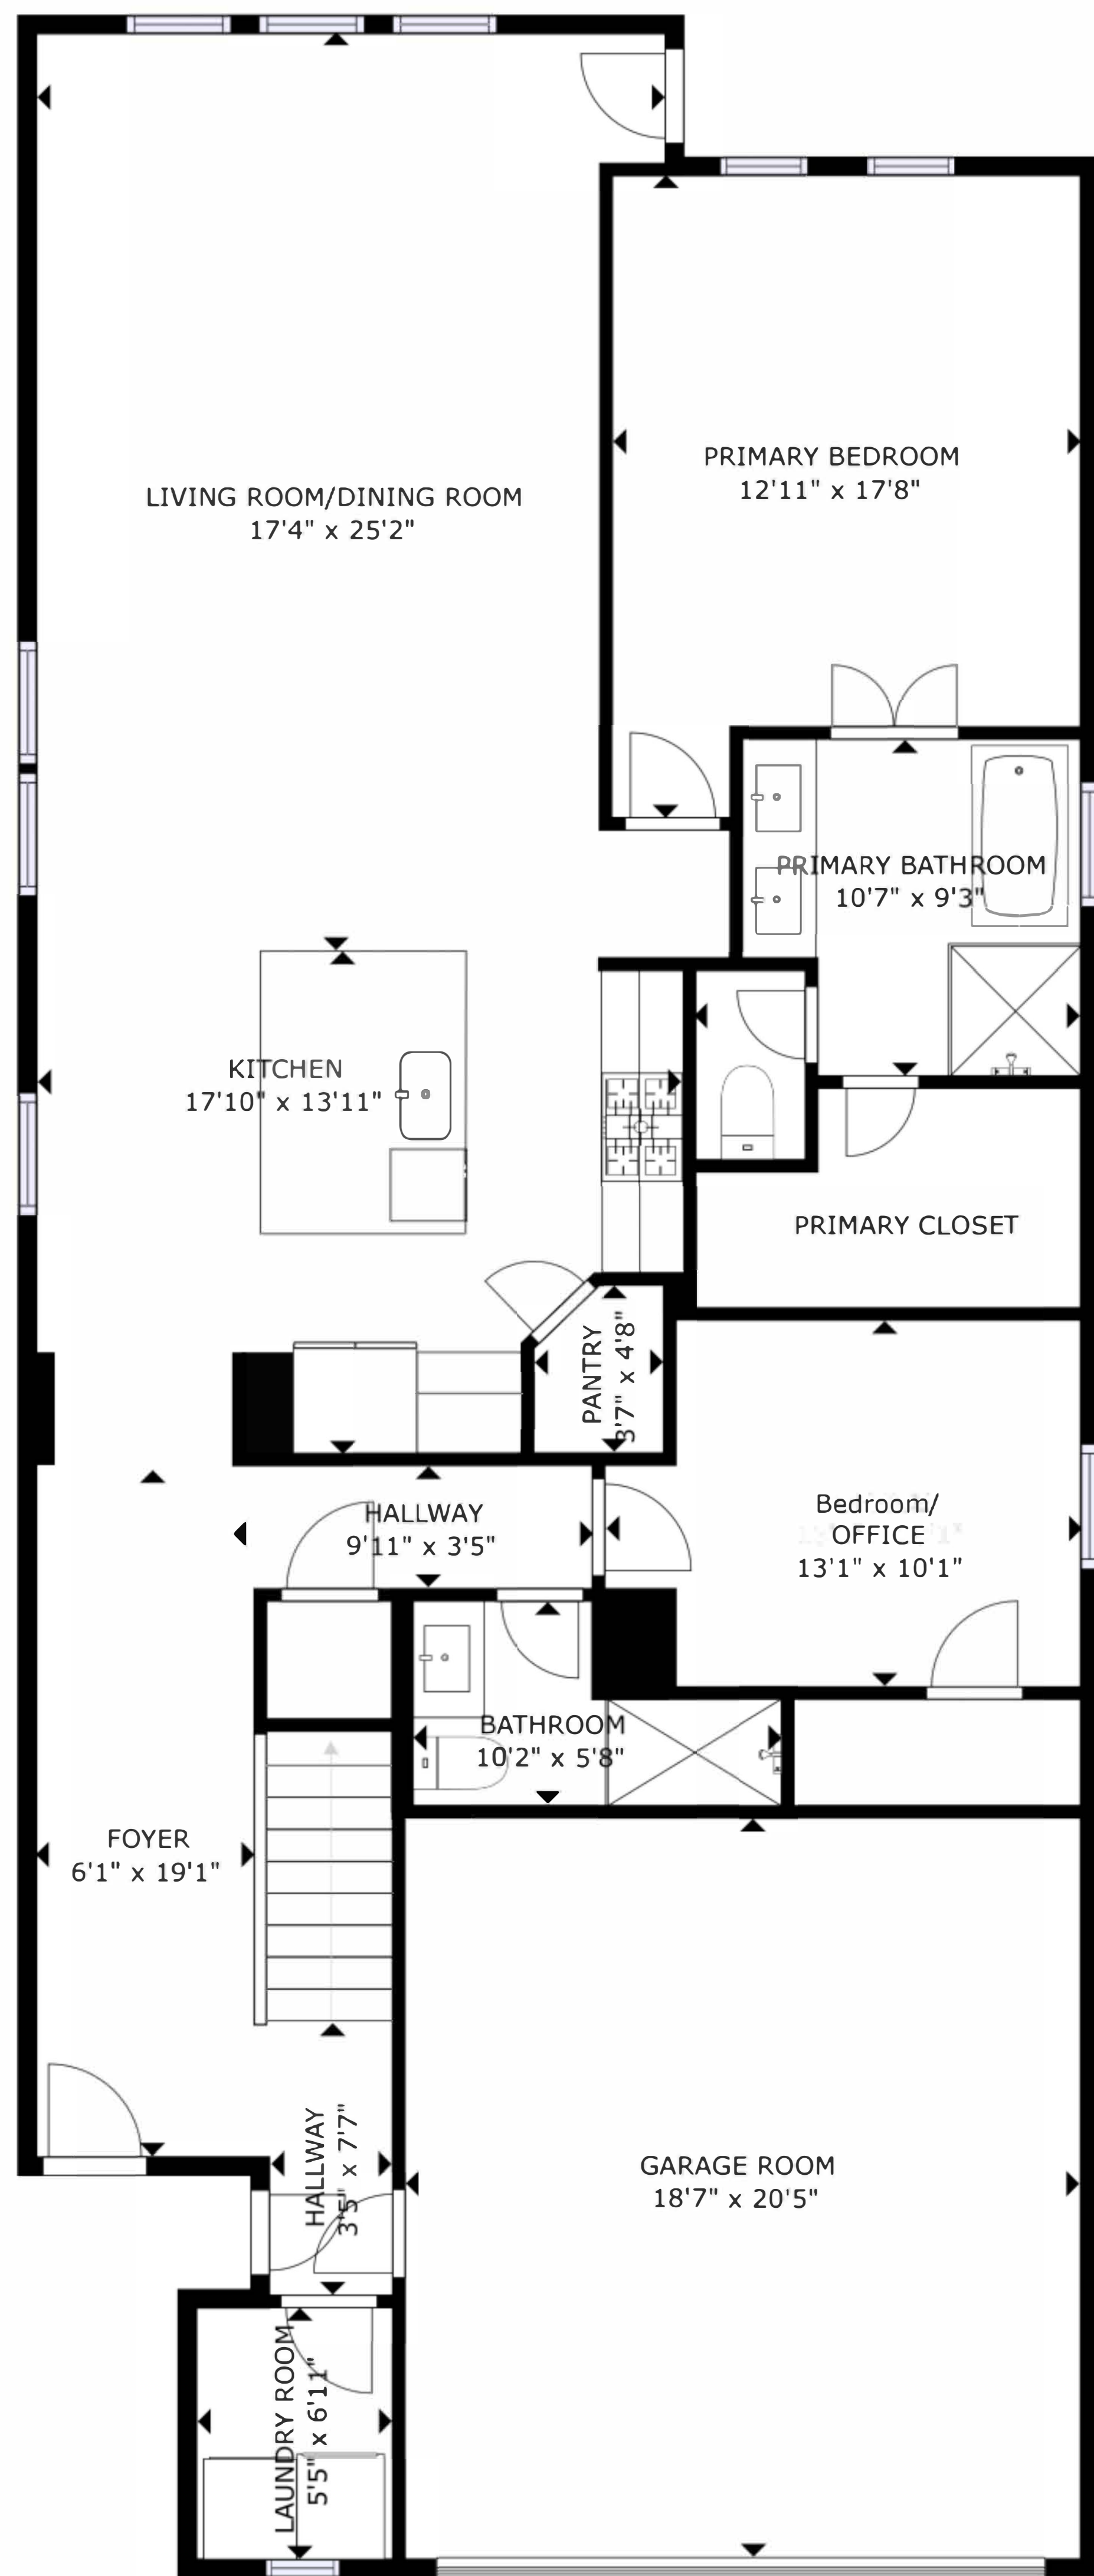 PRIMARY BEDROOM
12'11" x 17'8"
LIVING ROOM/DINING ROOM
17'4" x 25'2"
PRIMARY BATHROOM
10'7" x 9'3"
KITCHEN
17'10" x 13'11"
PRIMARY CLOSET
PANTRY
3'7" x 4'8"
HALLWAY
9'11" x 3'5"
Bedroom/
OFFICE
13'1" x 10'1"
BATHROOM
10'2" x 5'8"
FOYER
6'1" x 19'1"
HALLWAY
3'5" x 7'7"
GARAGE ROOM
18'7" x 20'5"
LAUNDRY ROOM
5'5" x 6'11"